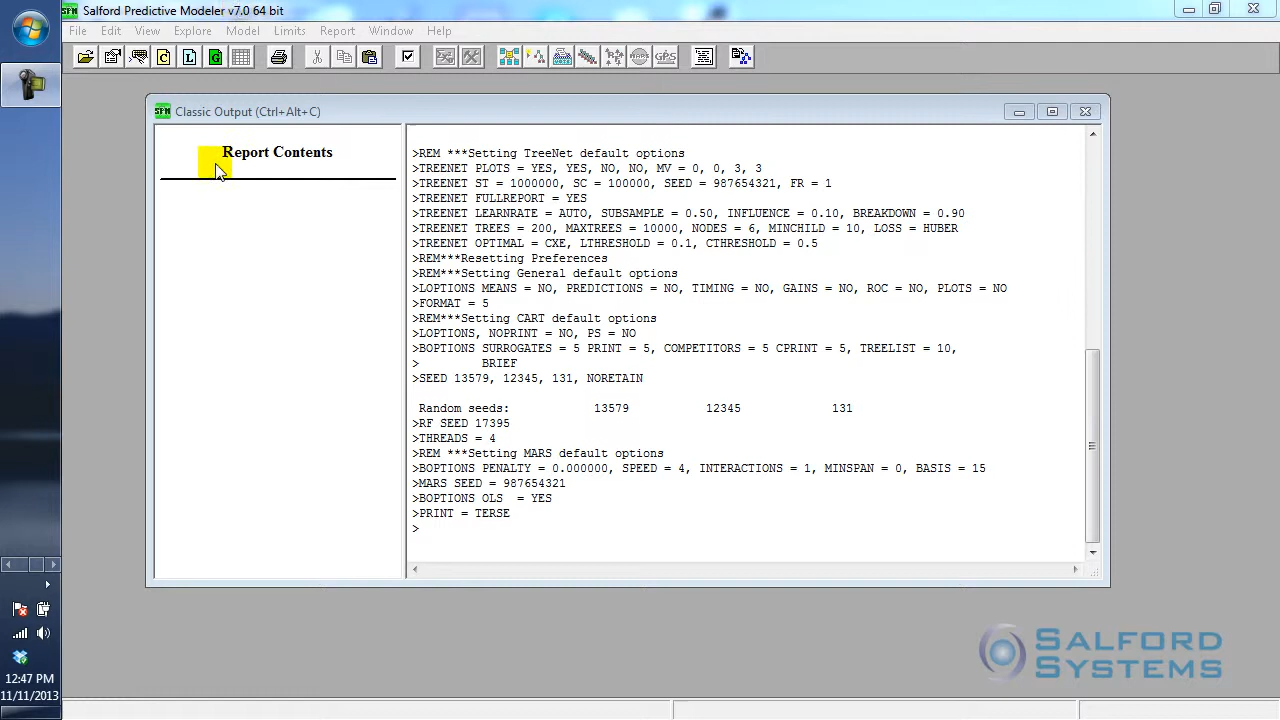 Salford Predictive Modeler v7.0 64 bit
File Edit View Explore Model Limits Report Window Help
C L G MARS GPS
SFM Classic Output (Ctrl+Alt+C)
Report Contents
>REM ***Setting TreeNet default options
>TREENET PLOTS = YES, YES, NO, NO, MV = 0, 0, 3, 3
>TREENET ST = 1000000, SC = 100000, SEED = 987654321, FR = 1
>TREENET FULLREPORT = YES
>TREENET LEARNRATE = AUTO, SUBSAMPLE = 0.50, INFLUENCE = 0.10, BREAKDOWN = 0.90
>TREENET TREES = 200, MAXTREES = 10000, NODES = 6, MINCHILD = 10, LOSS = HUBER
>TREENET OPTIMAL = CXE, LTHRESHOLD = 0.1, CTHRESHOLD = 0.5
>REM***Resetting Preferences
>REM***Setting General default options
>LOPTIONS MEANS = NO, PREDICTIONS = NO, TIMING = NO, GAINS = NO, ROC = NO, PLOTS = NO
>FORMAT = 5
>REM***Setting CART default options
>LOPTIONS, NOPRINT = NO, PS = NO
>BOPTIONS SURROGATES = 5 PRINT = 5, COMPETITORS = 5 CPRINT = 5, TREELIST = 10,
> BRIEF
>SEED 13579, 12345, 131, NORETAIN
Random seeds: 13579 12345 131
>RF SEED 17395
>THREADS = 4
>REM ***Setting MARS default options
>BOPTIONS PENALTY = 0.000000, SPEED = 4, INTERACTIONS = 1, MINSPAN = 0, BASIS = 15
>MARS SEED = 987654321
>BOPTIONS OLS = YES
>PRINT = TERSE
>
SALFORD
SYSTEMS
12:47 PM
11/11/2013